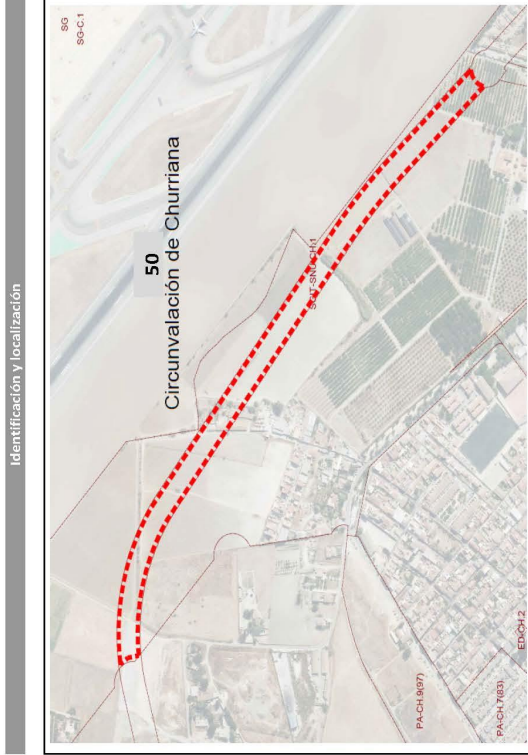 Identificación y localización
SG
SG-C.1
50
Circunvalación de Churriana
SGIT-SNU.CH.1
PA-CH.9(97)
PA-CH.7(83)
ED-CH.2